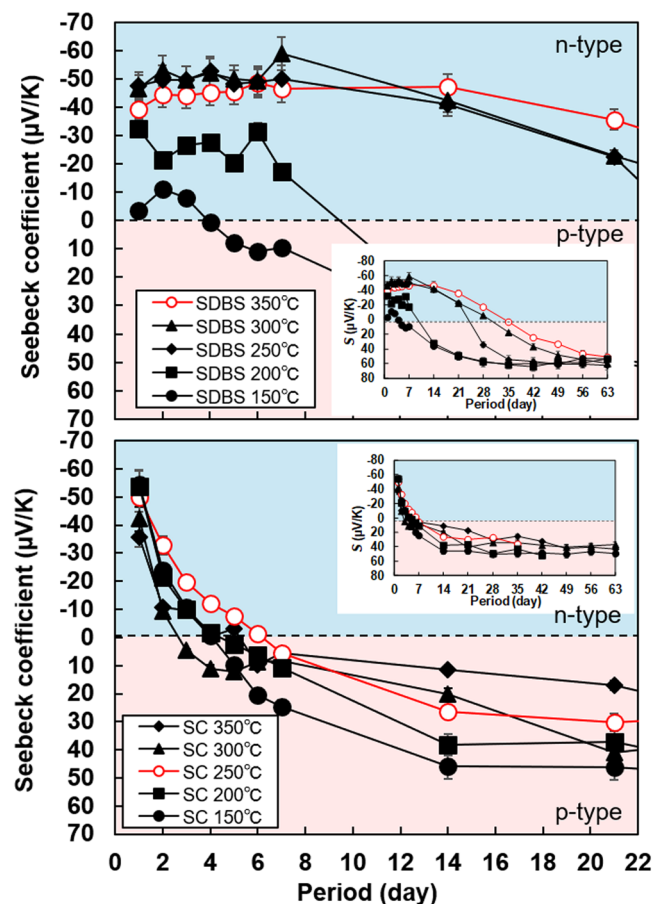 -70
-60
-50
-40
-30
-20
-10
0
10
20
30
40
50
60
70
Seebeck coefficient (µV/K)
n-type
p-type
SDBS 350℃
SDBS 300℃
SDBS 250℃
SDBS 200℃
SDBS 150℃
-80
-60
-40
-20
0
20
40
60
80
S (µV/K)
0 7 14 21 28 35 42 49 56 63
Period (day)
-70
-60
-50
-40
-30
-20
-10
0
10
20
30
40
50
60
70
Seebeck coefficient (µV/K)
-80
-60
-40
-20
0
20
40
60
80
S (µV/K)
0 7 14 21 28 35 42 49 56 63
Period (day)
n-type
SC 350℃
SC 300℃
SC 250℃
SC 200℃
SC 150℃
p-type
0 2 4 6 8 10 12 14 16 18 20 22
Period (day)